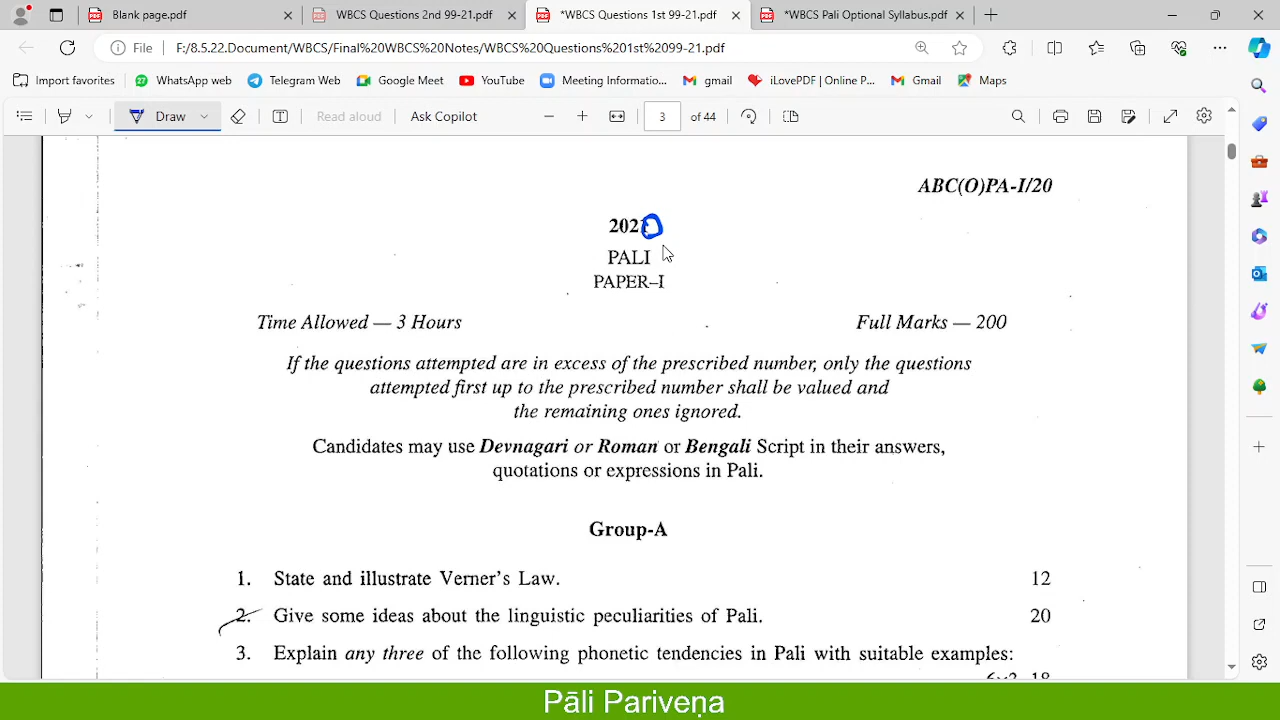 Blank page.pdf
WBCS Questions 2nd 99-21.pdf
*WBCS Questions 1st 99-21.pdf
*WBCS Pali Optional Syllabus.pdf
File
F:/8.5.22.Document/WBCS/Final%20WBCS%20Notes/WBCS%20Questions%201st%2099-21.pdf
Import favorites
WhatsApp web
Telegram Web
Google Meet
YouTube
Meeting Informatio...
gmail
iLovePDF | Online P...
Gmail
Maps
Draw
Read aloud
Ask Copilot
3
of 44
ABC(O)PA-I/20
202
PALI
PAPER–I
Time Allowed — 3 Hours
Full Marks — 200
If the questions attempted are in excess of the prescribed number, only the questions
attempted first up to the prescribed number shall be valued and
the remaining ones ignored.
Candidates may use Devnagari or Roman or Bengali Script in their answers,
quotations or expressions in Pali.
Group-A
1. State and illustrate Verner's Law. 12
2. Give some ideas about the linguistic peculiarities of Pali. 20
3. Explain any three of the following phonetic tendencies in Pali with suitable examples:
Pāli Pariveṇa